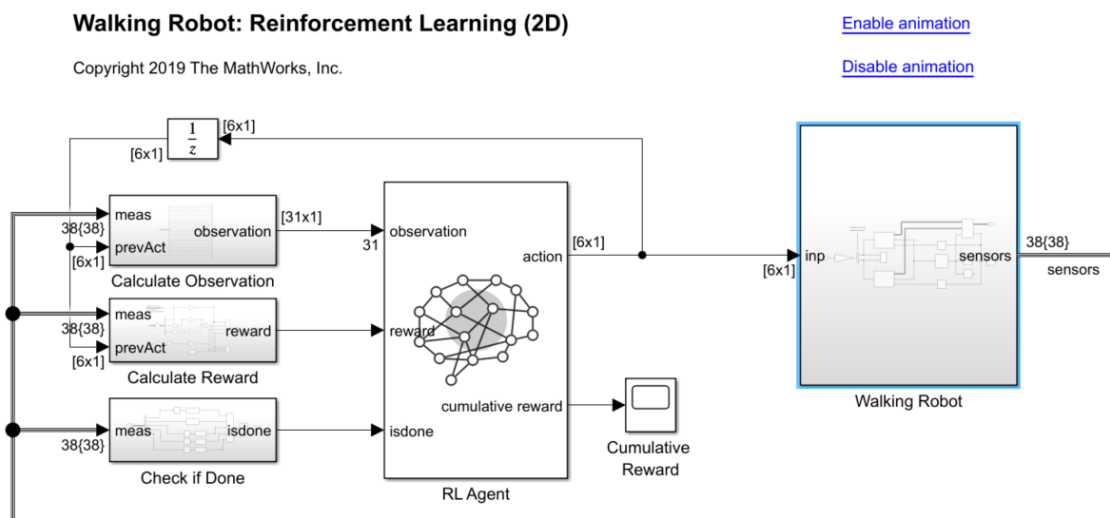 Walking Robot: Reinforcement Learning (2D)
Enable animation
Copyright 2019 The MathWorks, Inc.
Disable animation
1
z
[6x1]
[6x1]
meas
38{38}
prevAct
[6x1]
observation
[31x1]
Calculate Observation
meas
38{38}
prevAct
[6x1]
reward
Calculate Reward
meas
38{38}
isdone
Check if Done
31
observation
reward
isdone
action
[6x1]
cumulative reward
RL Agent
Cumulative
Reward
[6x1]
inp
sensors
38{38}
sensors
Walking Robot